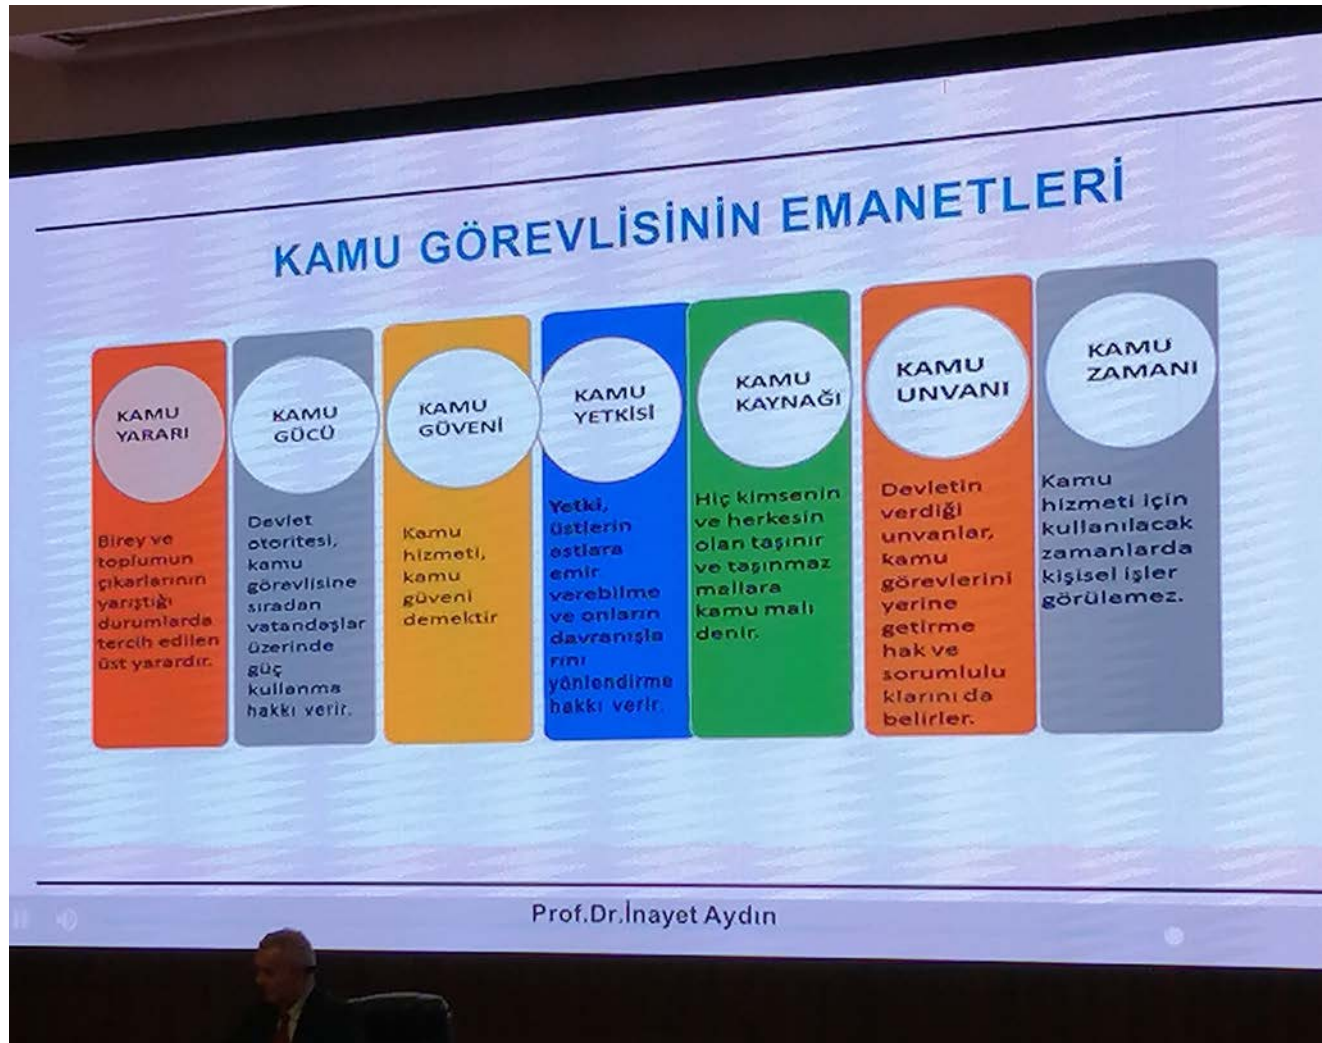 KAMU GÖREVLİSİNİN EMANETLERİ
KAMU
YARARI
Birey ve
toplumun
çıkarlarının
yarıştığı
durumlarda
tercih edilen
üst yarardır.
KAMU
GÜCÜ
Devlet
otoritesi,
kamu
görevlisine
sıradan
vatandaşlar
üzerinde
güç
kullanma
hakkı verir.
KAMU
GÜVENİ
Kamu
hizmeti,
kamu
güveni
demektir
KAMU
YETKİSİ
Yetki,
üstlerin
astlara
emir
verebilme
ve onların
davranışla
rını
yönlendirme
hakkı verir.
KAMU
KAYNAĞI
Hiç kimsenin
ve herkesin
olan taşınır
ve taşınmaz
mallara
kamu malı
denir.
KAMU
UNVANI
Devletin
verdiği
unvanlar,
kamu
görevlerini
yerine
getirme
hak ve
sorumlulu
klarını da
belirler.
KAMU
ZAMANI
Kamu
hizmeti için
kullanılacak
zamanlarda
kişisel işler
görülemez.
Prof.Dr.İnayet Aydın